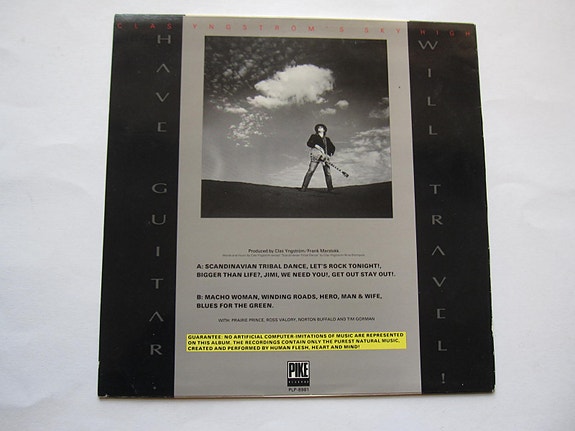 CLAS YNGSTRÖM'S SKY HIGH
HAVE GUITAR
WILL TRAVEL!
Produced by Clas Yngström/Frank Marstokk
A: SCANDINAVIAN TRIBAL DANCE, LET'S ROCK TONIGHT!,
BIGGER THAN LIFE?, JIMI, WE NEED YOU!, GET OUT STAY OUT!.
B: MACHO WOMAN, WINDING ROADS, HERO, MAN & WIFE,
BLUES FOR THE GREEN.
WITH: PRAIRIE PRINCE, ROSS VALORY, NORTON BUFFALO AND TIM GORMAN
GUARANTEE: NO ARTIFICIAL COMPUTER-IMITATIONS OF MUSIC ARE REPRESENTED
ON THIS ALBUM. THE RECORDINGS CONTAIN ONLY THE PUREST NATURAL MUSIC,
CREATED AND PERFORMED BY HUMAN FLESH, HEART AND MIND!
PIKE
RECORDS
PLP-8901